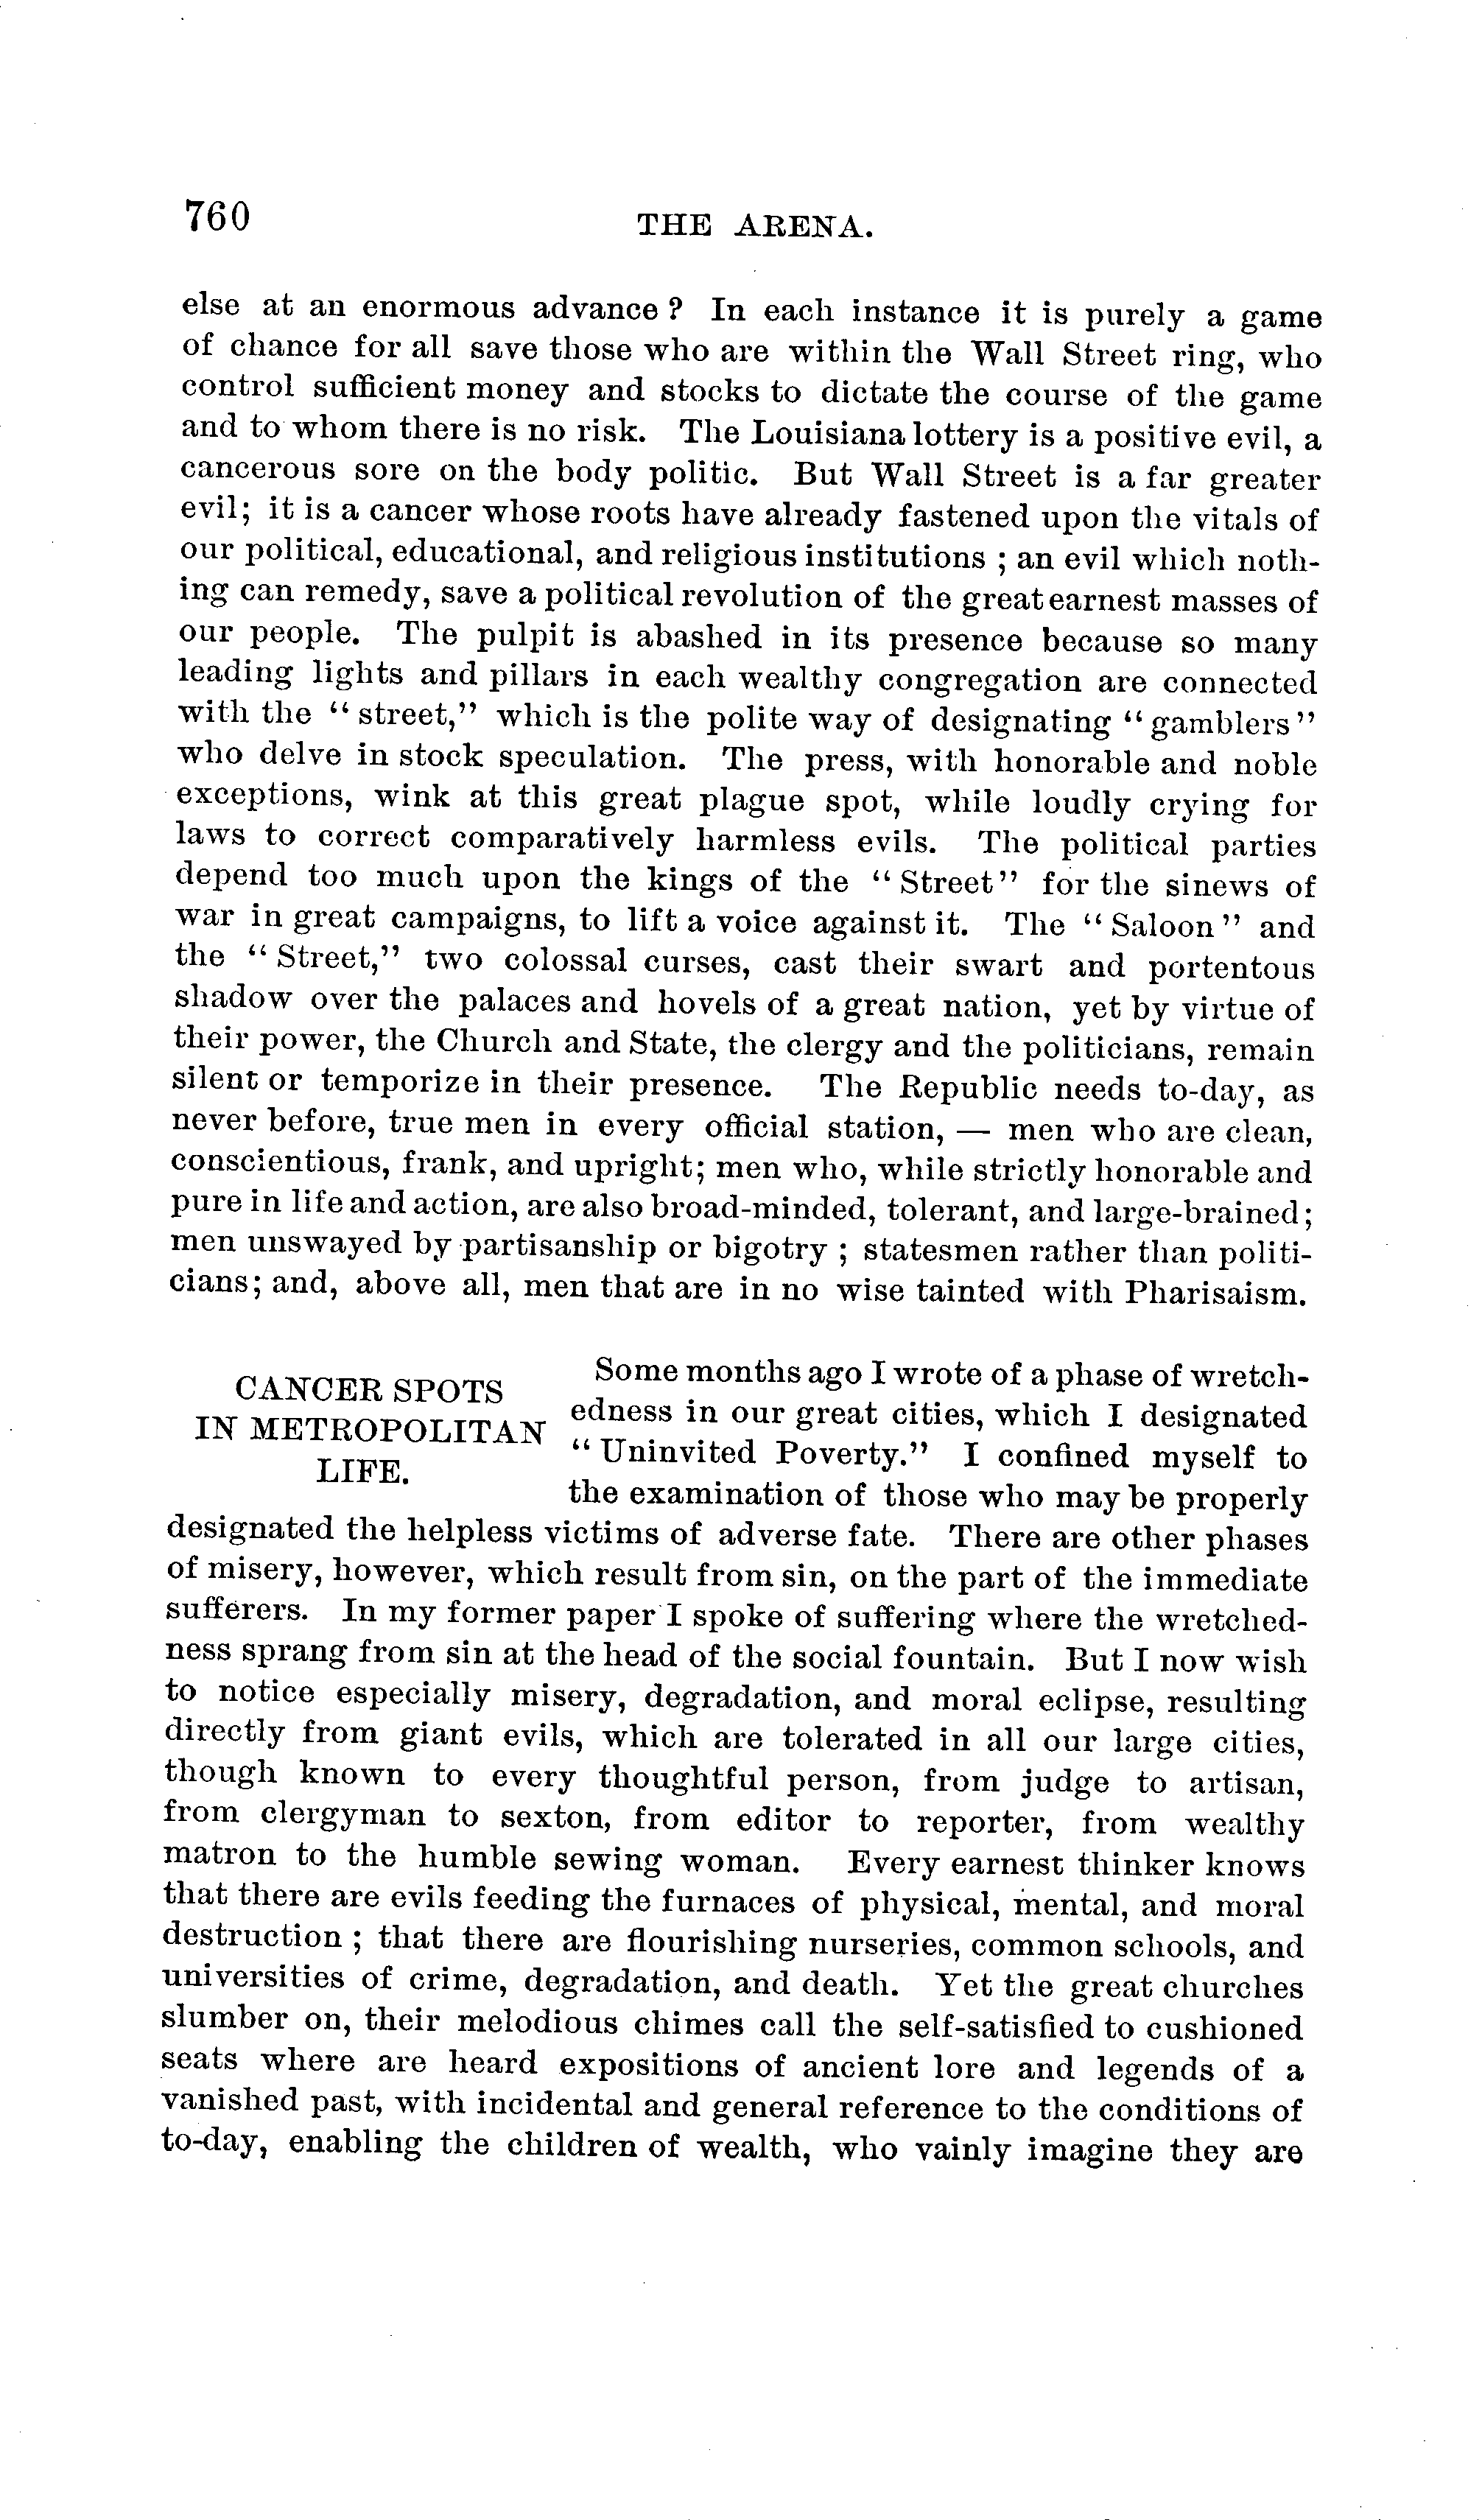 760
THE ARENA.
else at an enormous advance? In each instance it is purely a game
of chance for all save those who are within the Wall Street ring, who
control sufficient money and stocks to dictate the course of the game
and to whom there is no risk. The Louisiana lottery is a positive evil, a
cancerous sore on the body politic. But Wall Street is a far greater
evil; it is a cancer whose roots have already fastened upon the vitals of
our political, educational, and religious institutions; an evil which noth-
ing can remedy, save a political revolution of the great earnest masses of
our people. The pulpit is abashed in its presence because so many
leading lights and pillars in each wealthy congregation are connected
with the "street," which is the polite way of designating "gamblers"
who delve in stock speculation. The press, with honorable and noble
exceptions, wink at this great plague spot, while loudly crying for
laws to correct comparatively harmless evils. The political parties
depend too much upon the kings of the "Street" for the sinews of
war in great campaigns, to lift a voice against it. The "Saloon" and
the "Street," two colossal curses, cast their swart and portentous
shadow over the palaces and hovels of a great nation, yet by virtue of
their power, the Church and State, the clergy and the politicians, remain
silent or temporize in their presence. The Republic needs to-day, as
never before, true men in every official station, — men who are clean,
conscientious, frank, and upright; men who, while strictly honorable and
pure in life and action, are also broad-minded, tolerant, and large-brained;
men unswayed by partisanship or bigotry; statesmen rather than politi-
cians; and, above all, men that are in no wise tainted with Pharisaism.
CANCER SPOTS
IN METROPOLITAN
LIFE.
Some months ago I wrote of a phase of wretch-
edness in our great cities, which I designated
"Uninvited Poverty." I confined myself to
the examination of those who may be properly
designated the helpless victims of adverse fate. There are other phases
of misery, however, which result from sin, on the part of the immediate
sufferers. In my former paper I spoke of suffering where the wretched-
ness sprang from sin at the head of the social fountain. But I now wish
to notice especially misery, degradation, and moral eclipse, resulting
directly from giant evils, which are tolerated in all our large cities,
though known to every thoughtful person, from judge to artisan,
from clergyman to sexton, from editor to reporter, from wealthy
matron to the humble sewing woman. Every earnest thinker knows
that there are evils feeding the furnaces of physical, mental, and moral
destruction; that there are flourishing nurseries, common schools, and
universities of crime, degradation, and death. Yet the great churches
slumber on, their melodious chimes call the self-satisfied to cushioned
seats where are heard expositions of ancient lore and legends of a
vanished past, with incidental and general reference to the conditions of
to-day, enabling the children of wealth, who vainly imagine they are